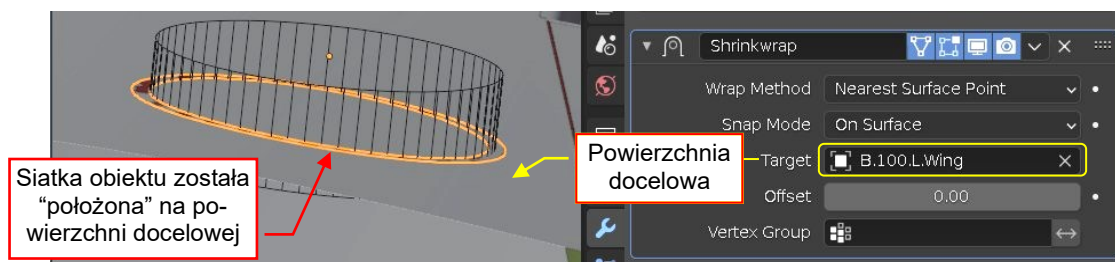 Shrinkwrap
Wrap Method Nearest Surface Point
Snap Mode On Surface
Target B.100.L.Wing
Offset 0.00
Vertex Group
Powierzchnia
docelowa
Siatka obiektu została
“położona” na po-
wierzchni docelowej